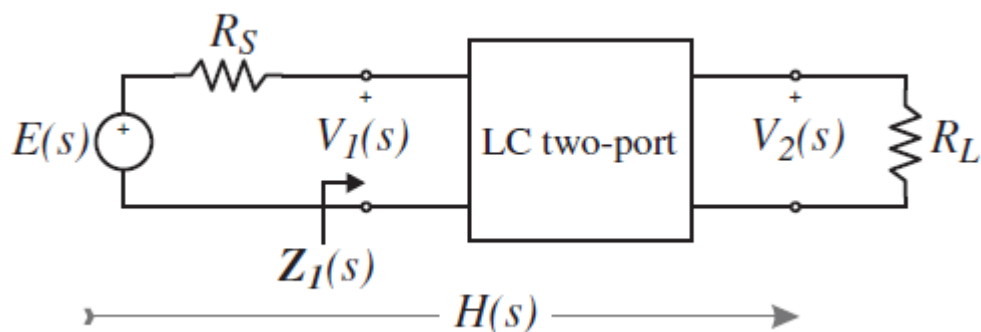 R_S
+
E(s)
+
V_1(s)
LC two-port
+
V_2(s)
R_L
Z_1(s)
H(s)